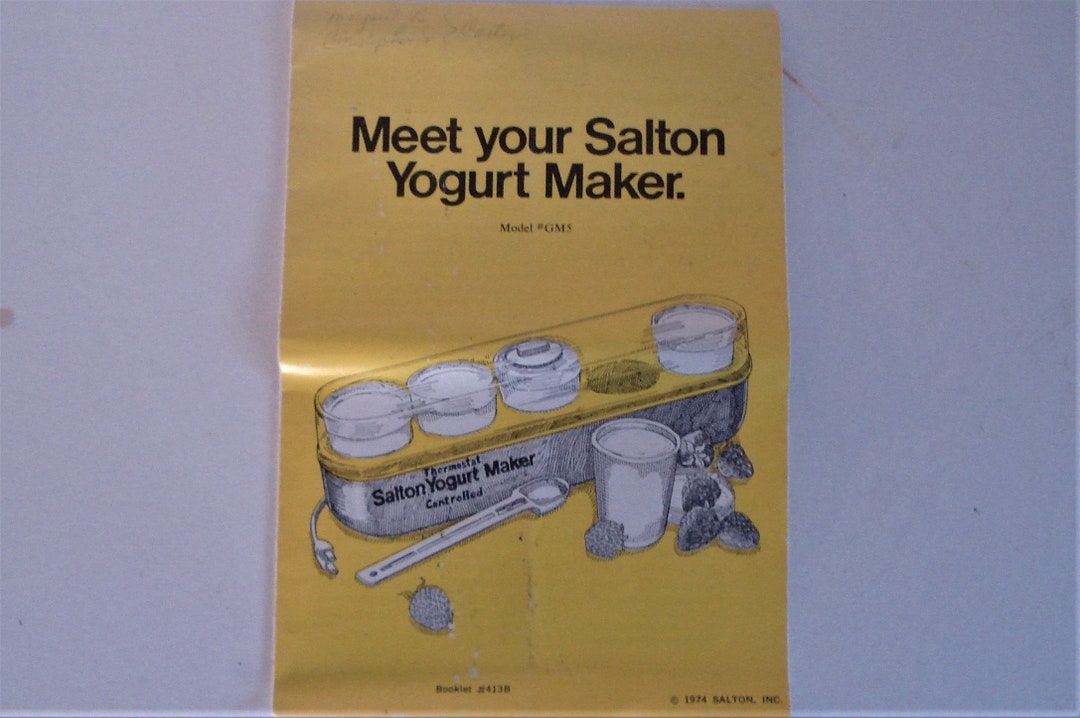 Meet your Salton
Yogurt Maker.
Model #GM5
Thermostat
Salton Yogurt Maker
Controlled
Booklet #413B
© 1974 SALTON, INC.